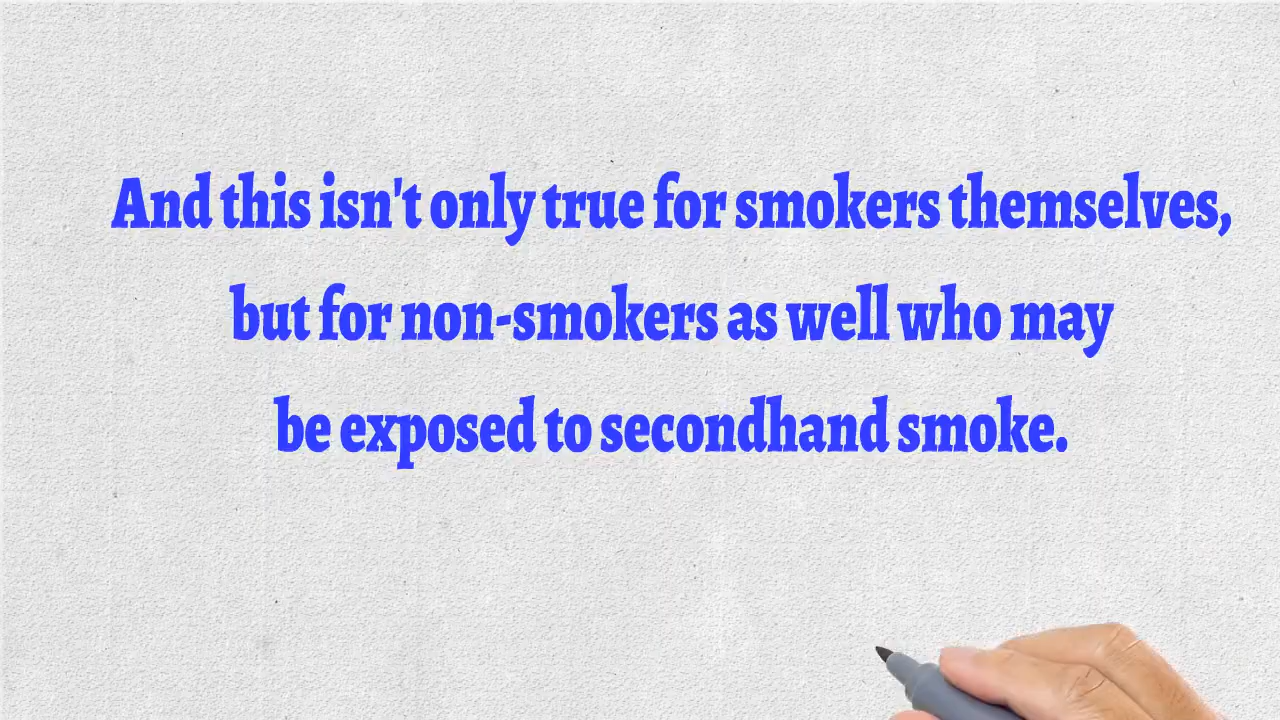 And this isn't only true for smokers themselves,
but for non-smokers as well who may
be exposed to secondhand smoke.